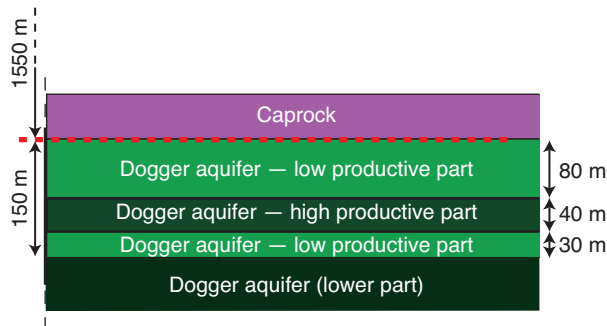 1550 m
Caprock
150 m
Dogger aquifer — low productive part
80 m
Dogger aquifer — high productive part
40 m
Dogger aquifer — low productive part
30 m
Dogger aquifer (lower part)